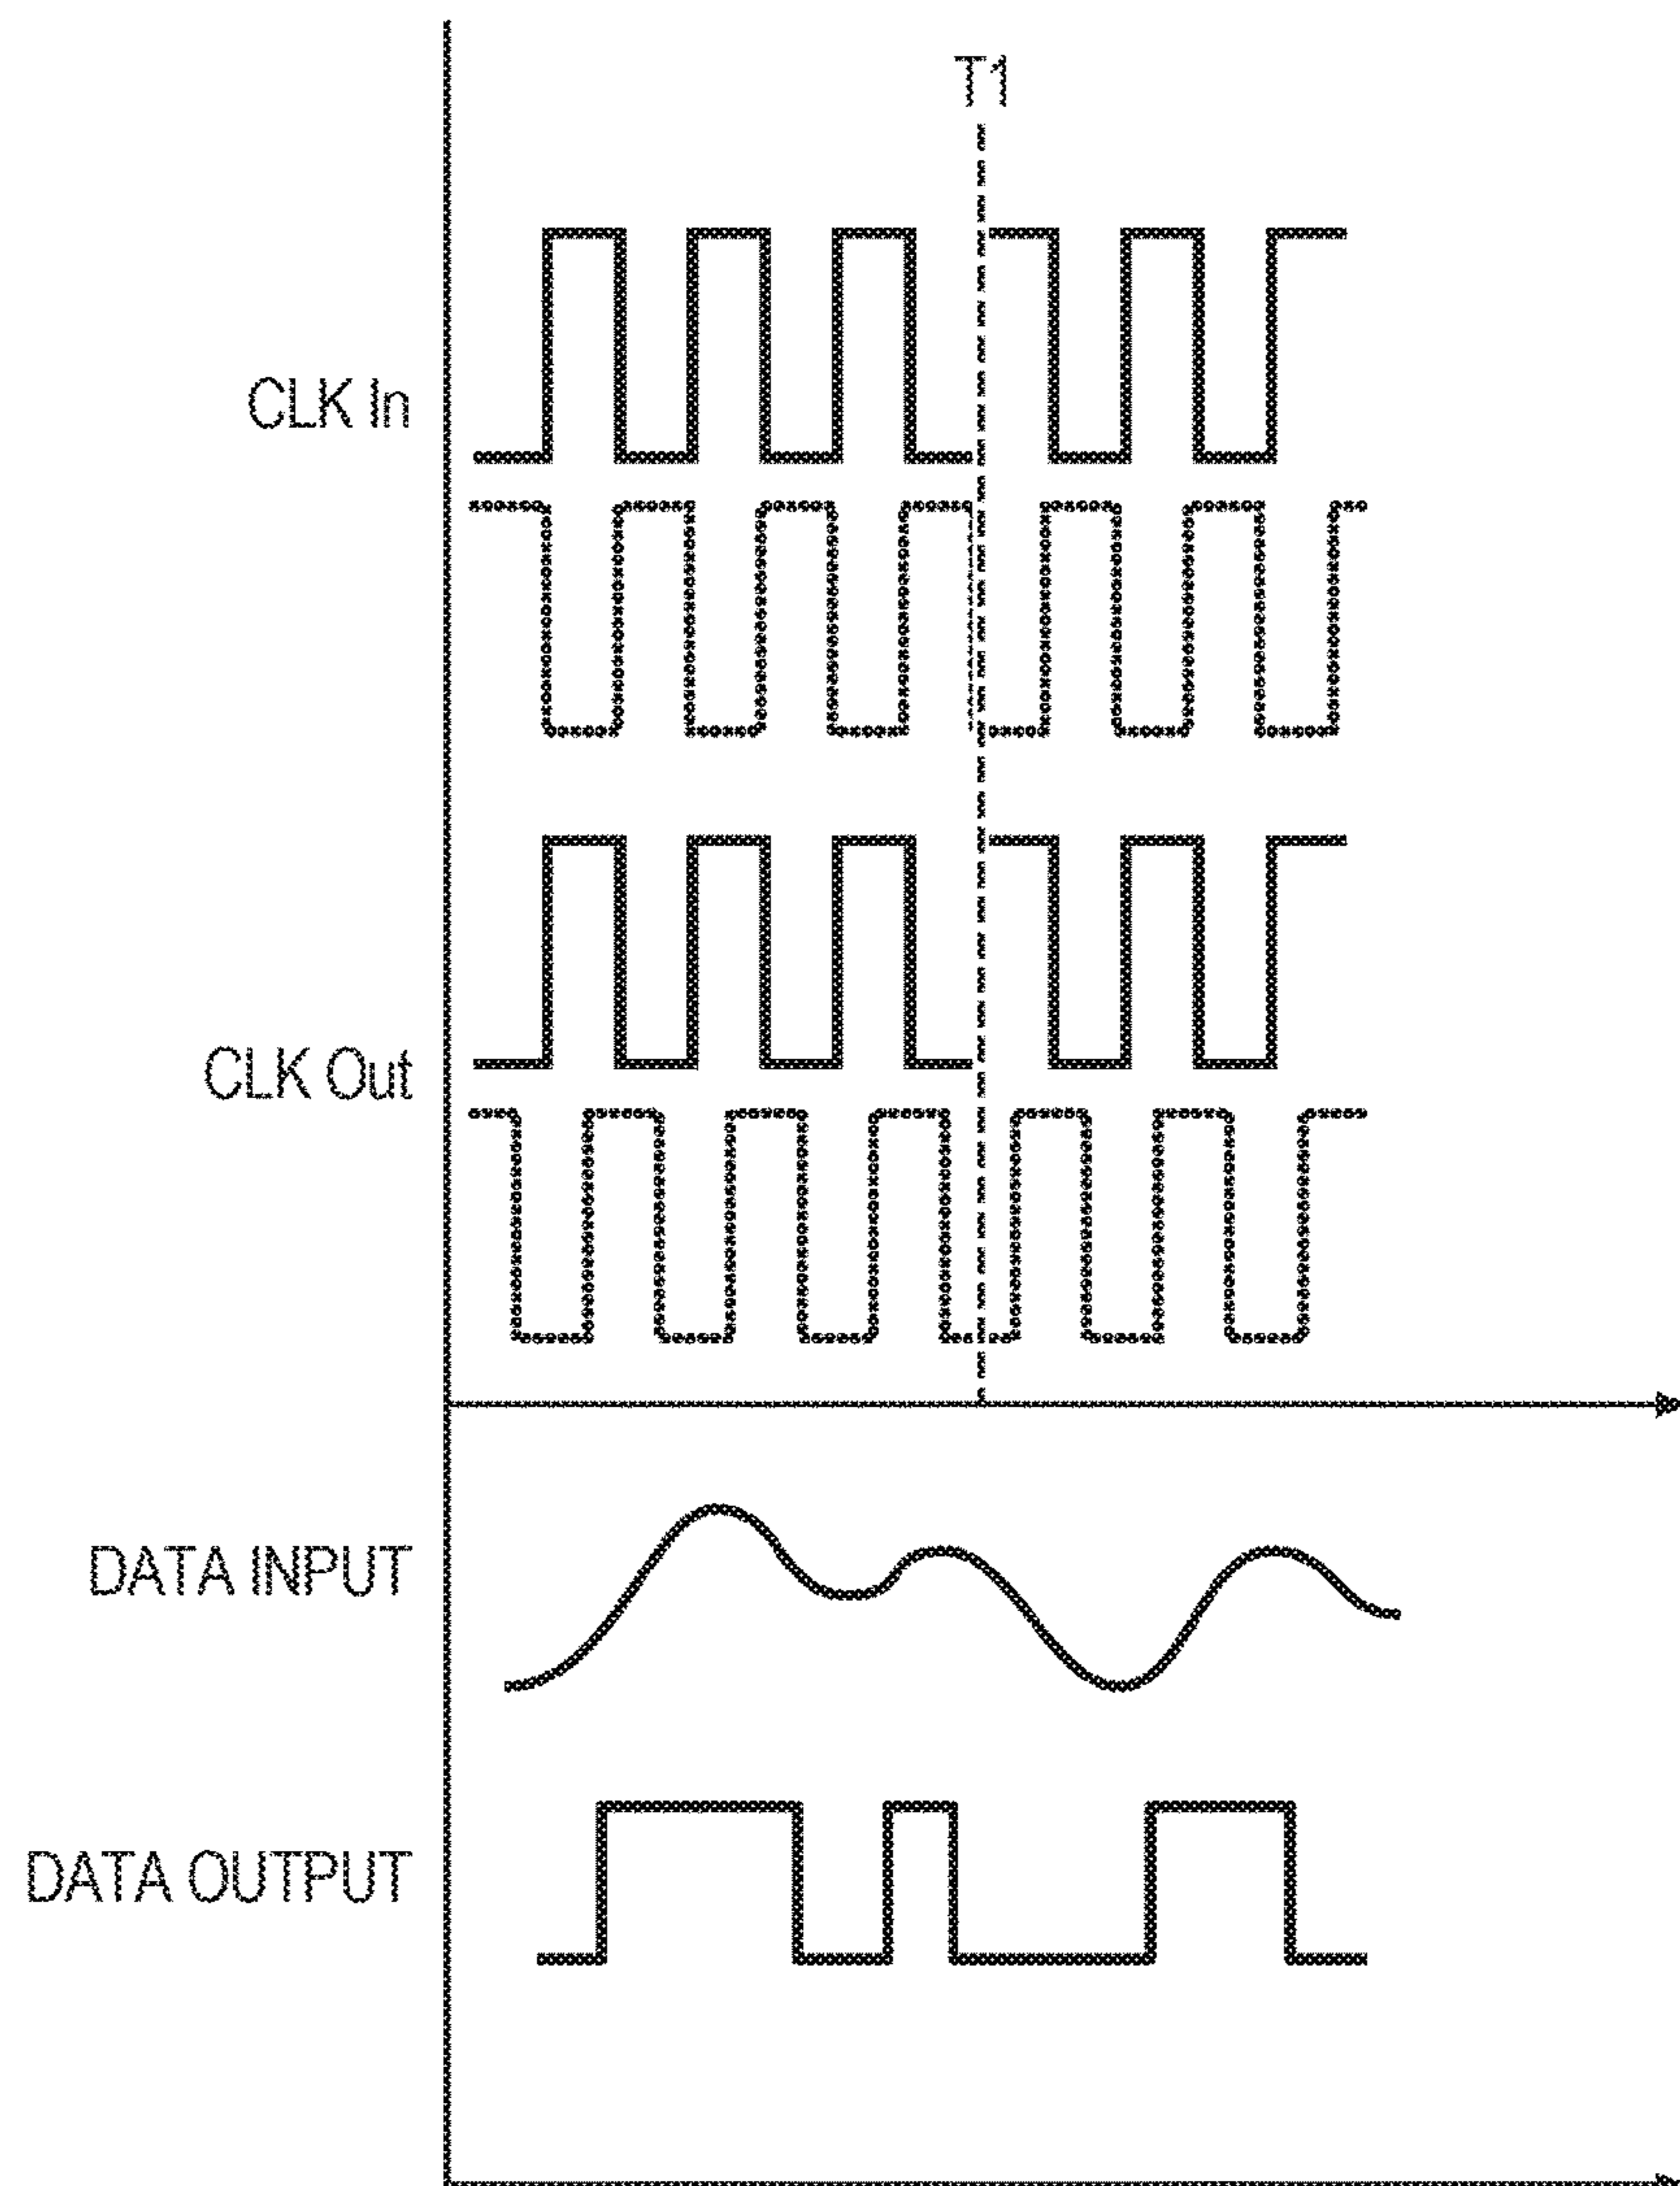 T1
CLK In
CLK Out
DATA INPUT
DATA OUTPUT